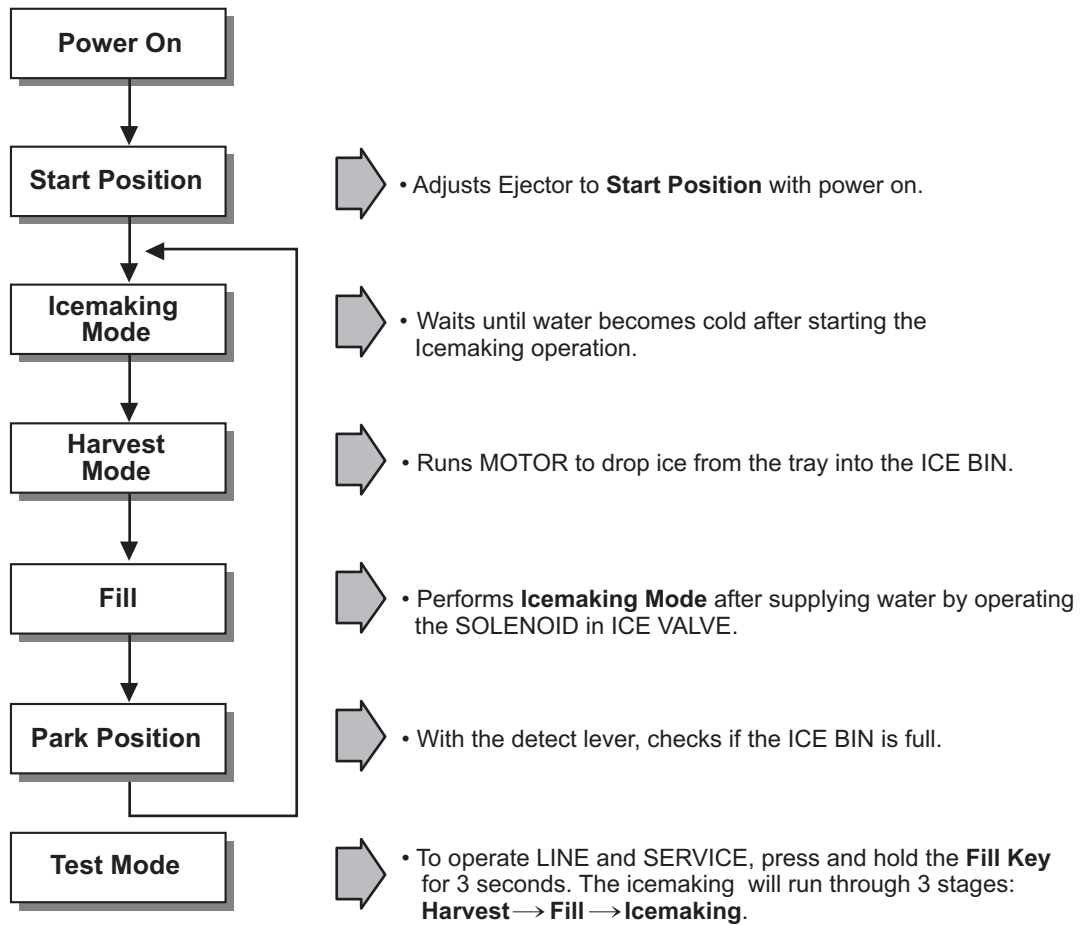 Power On
Start Position
• Adjusts Ejector to Start Position with power on.
Icemaking
Mode
• Waits until water becomes cold after starting the
Icemaking operation.
Harvest
Mode
• Runs MOTOR to drop ice from the tray into the ICE BIN.
Fill
• Performs Icemaking Mode after supplying water by operating
the SOLENOID in ICE VALVE.
Park Position
• With the detect lever, checks if the ICE BIN is full.
Test Mode
• To operate LINE and SERVICE, press and hold the Fill Key
for 3 seconds. The icemaking will run through 3 stages:
Harvest → Fill → Icemaking.